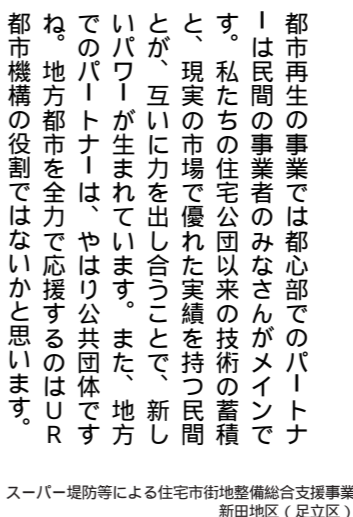 都市再生の事業では都心部でのパートナ
ーは民間の事業者のみなさんがメインで
す。私たちの住宅公団以来の技術の蓄積
と、現実の市場で優れた実績を持つ民間
とが、互いに力を出し合うことで、新し
いパワーが生まれています。また、地方
でのパートナーは、やはり公共団体です
ね。地方都市を全力で応援するのはＵＲ
都市機構の役割ではないかと思います。
スーパー堤防等による住宅市街地整備総合支援事業
新田地区（足立区）